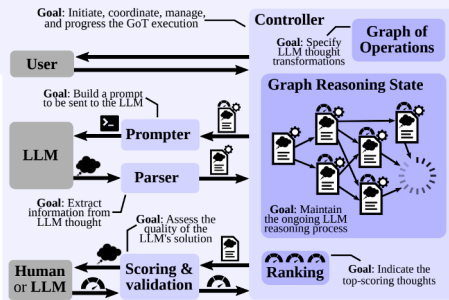 Goal: Initiate, coordinate, manage,
and progress the GoT execution
Controller
Goal: Specify
LLM thought
transformations
Graph of
Operations
User
Goal: Build a prompt
to be sent to the LLM
Prompter
LLM
Parser
Goal: Extract
information from
LLM thought
Graph Reasoning State
Goal: Maintain
the ongoing LLM
reasoning process
Goal: Assess the
quality of the
LLM's solution
Human
or LLM
Scoring &
validation
Ranking
Goal: Indicate the
top-scoring thoughts